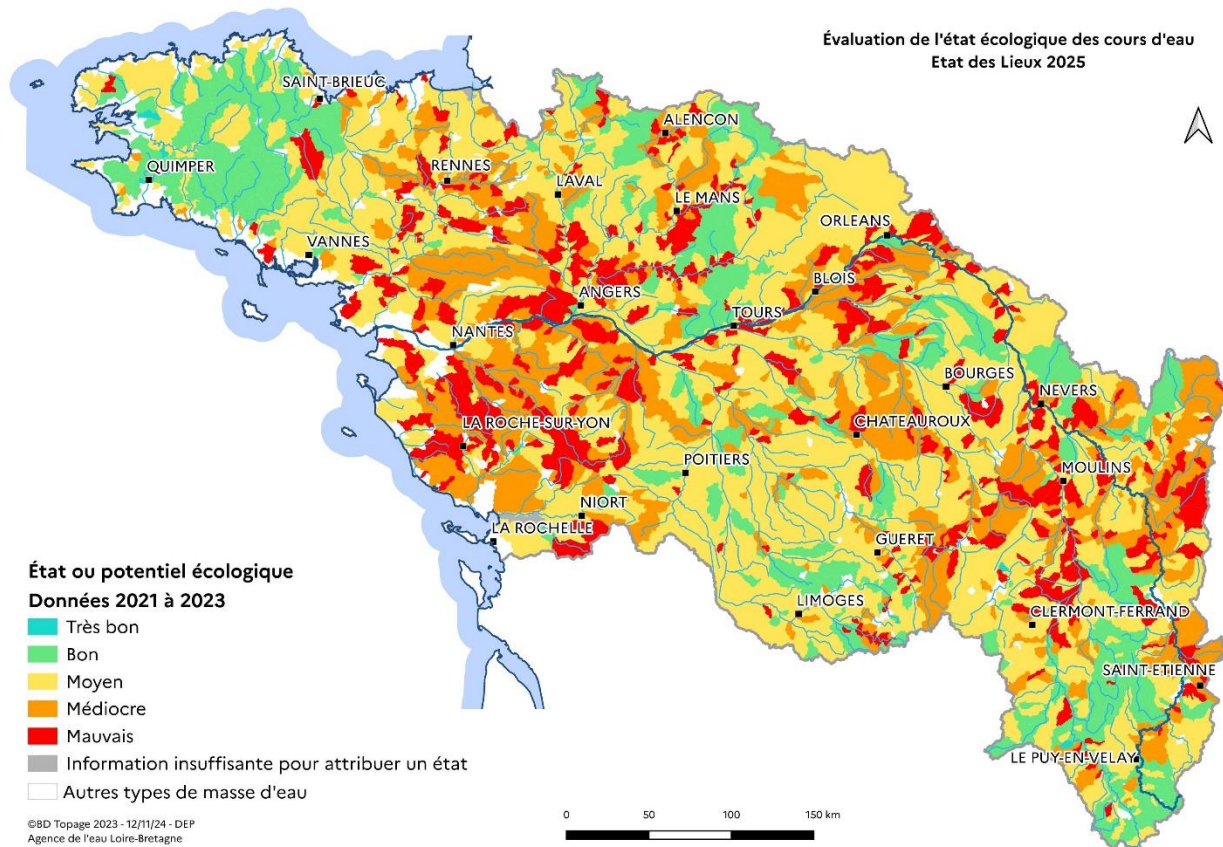 Évaluation de l'état écologique des cours d'eau
Etat des Lieux 2025
SAINT-BRIEUC
ALENCON
QUIMPER
RENNES
LAVAL
LE MANS
ORLEANS
VANNES
BLOIS
ANGERS
TOURS
NANTES
BOURGES
NEVERS
LA ROCHE-SUR-YON
CHATEAUROUX
POITIERS
MOULINS
NIORT
LA ROCHELLE
GUERET
LIMOGES
CLERMONT-FERRAND
SAINT-ETIENNE
LE PUY-EN-VELAY
État ou potentiel écologique
Données 2021 à 2023
Très bon
Bon
Moyen
Médiocre
Mauvais
Information insuffisante pour attribuer un état
Autres types de masse d'eau
0 50 100 150 km
©BD Topage 2023 - 12/11/24 - DEP
Agence de l'eau Loire-Bretagne